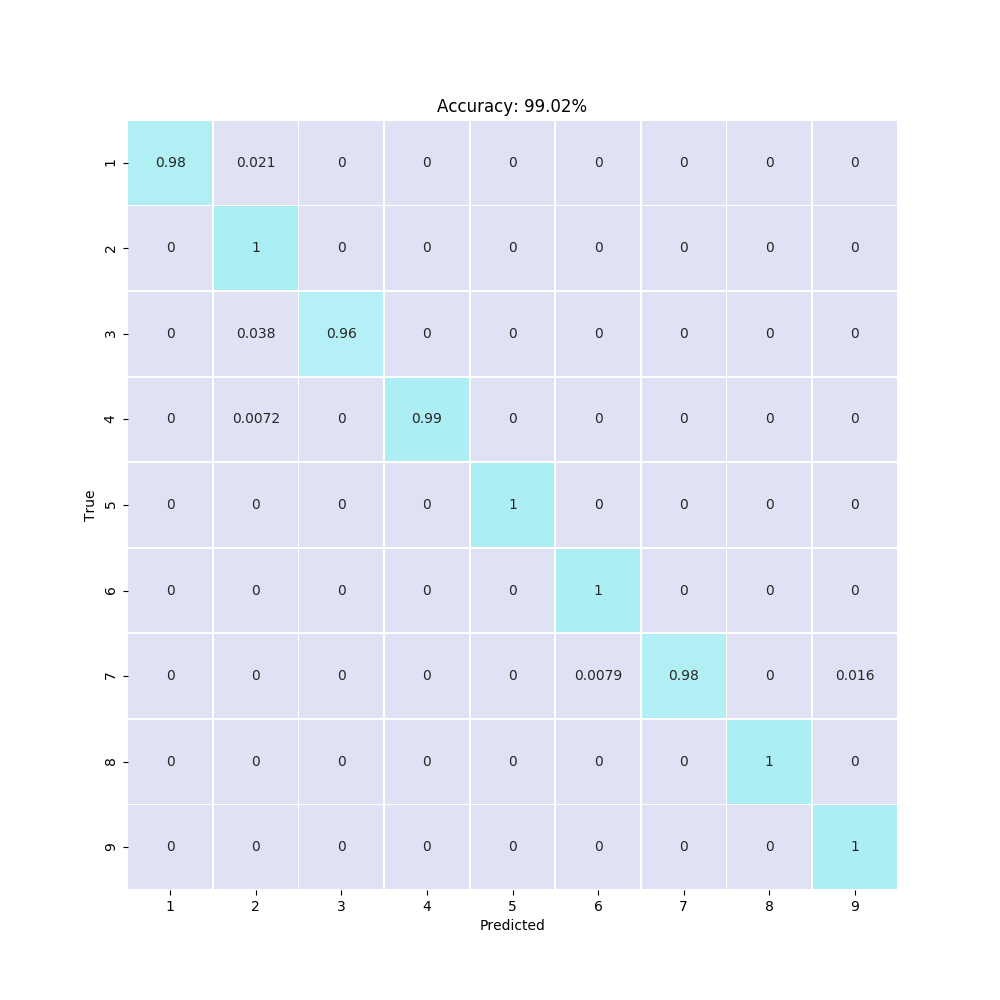 Accuracy: 99.02%
1 0.98 0.021 0 0 0 0 0 0 0
2 0 1 0 0 0 0 0 0 0
3 0 0.038 0.96 0 0 0 0 0 0
4 0 0.0072 0 0.99 0 0 0 0 0
True
5 0 0 0 0 1 0 0 0 0
6 0 0 0 0 0 1 0 0 0
7 0 0 0 0 0 0.0079 0.98 0 0.016
8 0 0 0 0 0 0 0 1 0
9 0 0 0 0 0 0 0 0 1
1 2 3 4 5 6 7 8 9
Predicted